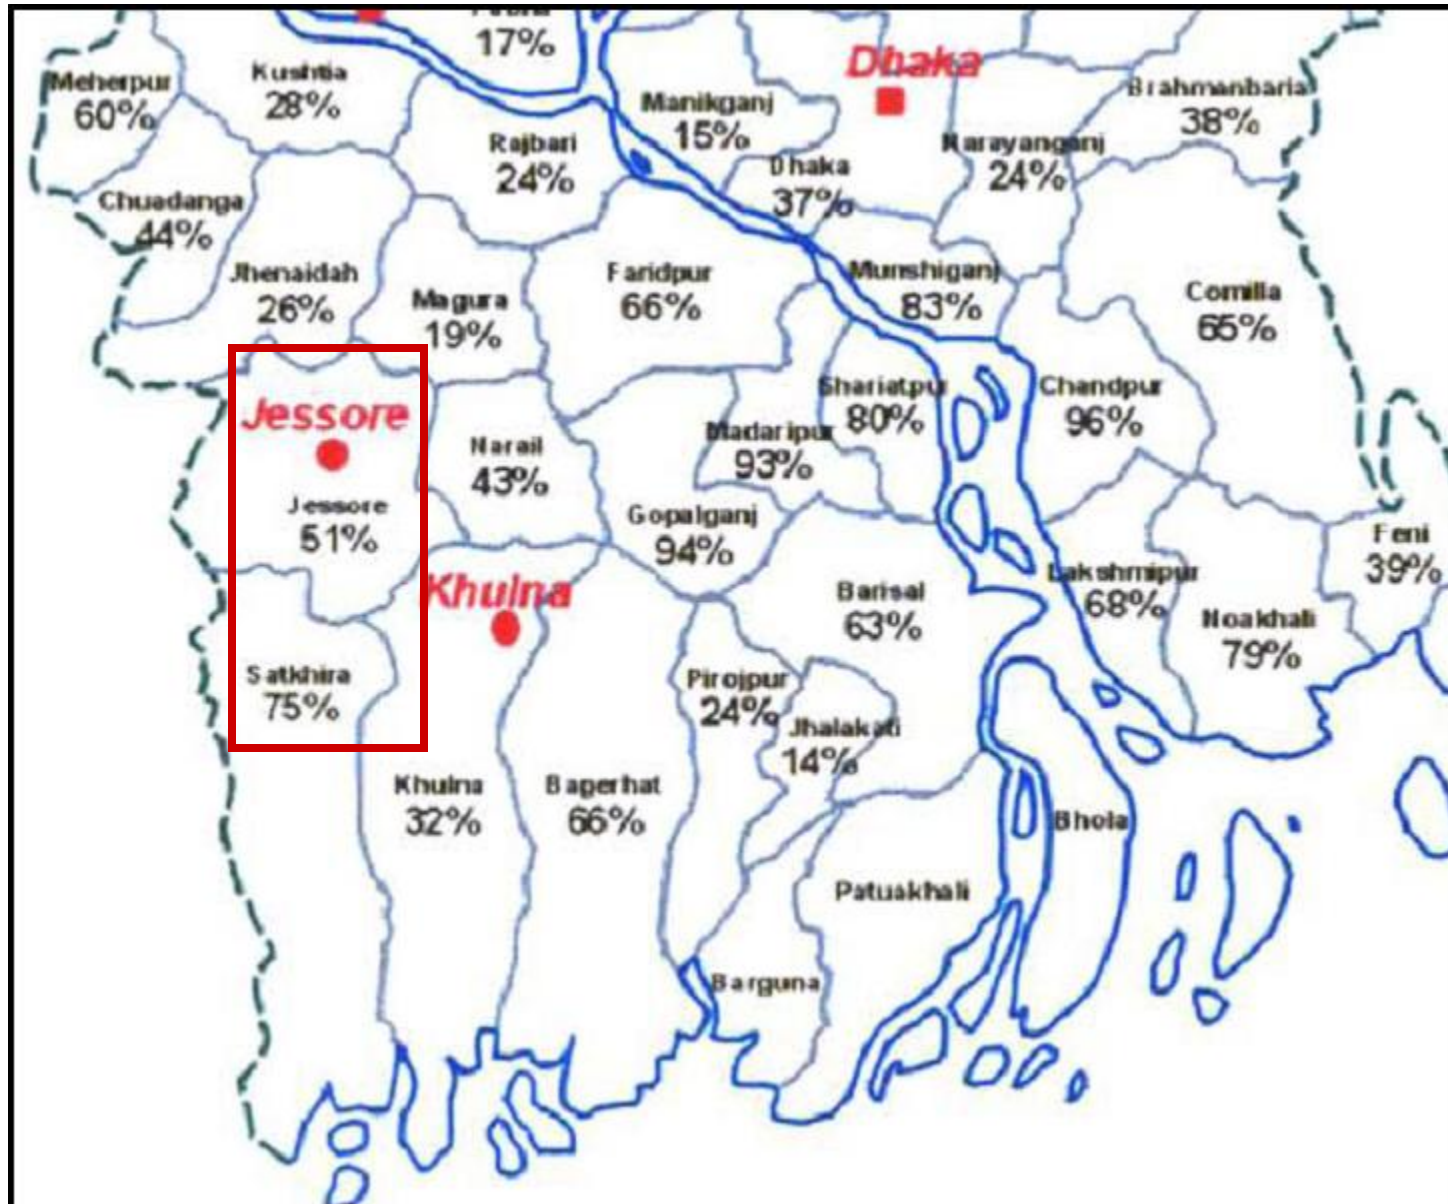 17%
Dhaka
Meherpur
60%
Kushtia
28%
Manikganj
15%
Brahmanbaria
38%
Rajbari
24%
Dhaka
37%
Narayanganj
24%
Chuadanga
44%
Jhenaidah
26%
Magura
19%
Faridpur
66%
Munshiganj
83%
Comilla
65%
Jessore
Jessore
51%
Narail
43%
Madaripur
93%
Shariatpur
80%
Chandpur
96%
Gopalganj
94%
Feni
39%
Khulna
Barisal
63%
Lakshmipur
68%
Noakhali
79%
Satkhira
75%
Pirojpur
24%
Jhalakati
14%
Khulna
32%
Bagerhat
66%
Bhola
Patuakhali
Barguna